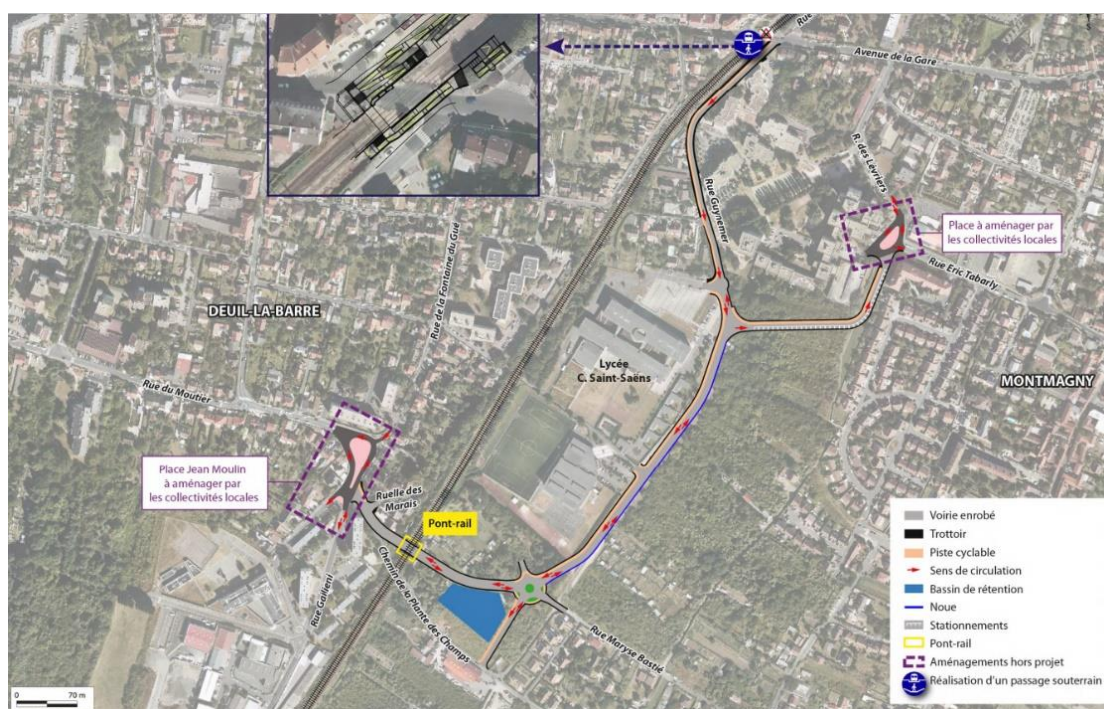 Rue
Avenue de la Gare
R. des Lévriers
Rue Guynemer
Place à aménager par
les collectivités locales
Rue Eric Tabarly
Rue de la Fontaine du Gué
DEUIL-LA-BARRE
Lycée
C. Saint-Saëns
MONTMAGNY
Rue du Moutier
Place Jean Moulin
à aménager par
les collectivités locales
Ruelle des
Marais
Pont-rail
Rue Gallieni
Chemin de la Plante des Champs
Rue Maryse Bastié
Voirie enrobé
Trottoir
Piste cyclable
Sens de circulation
Bassin de rétention
Noue
Stationnements
Pont-rail
Aménagements hors projet
Réalisation d'un passage souterrain
0 70 m